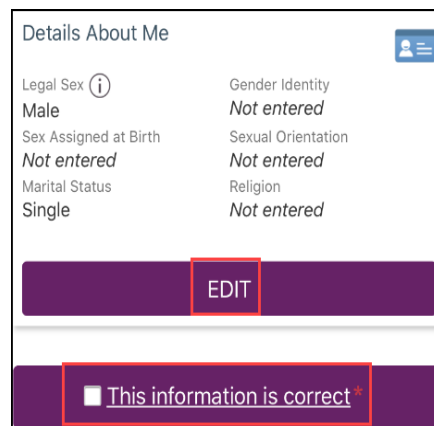 Details About Me
Legal Sex i Gender Identity
Male Not entered
Sex Assigned at Birth Sexual Orientation
Not entered Not entered
Marital Status Religion
Single Not entered
EDIT
This information is correct*